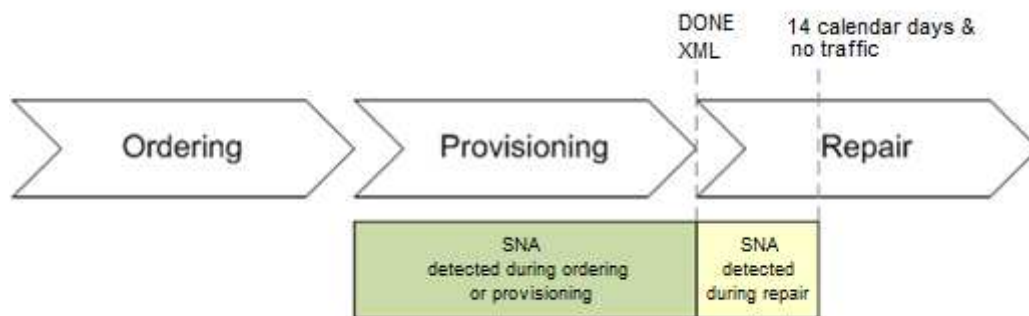 DONE
XML
14 calendar days &
no traffic
Ordering
Provisioning
Repair
SNA
detected during ordering
or provisioning
SNA
detected
during repair